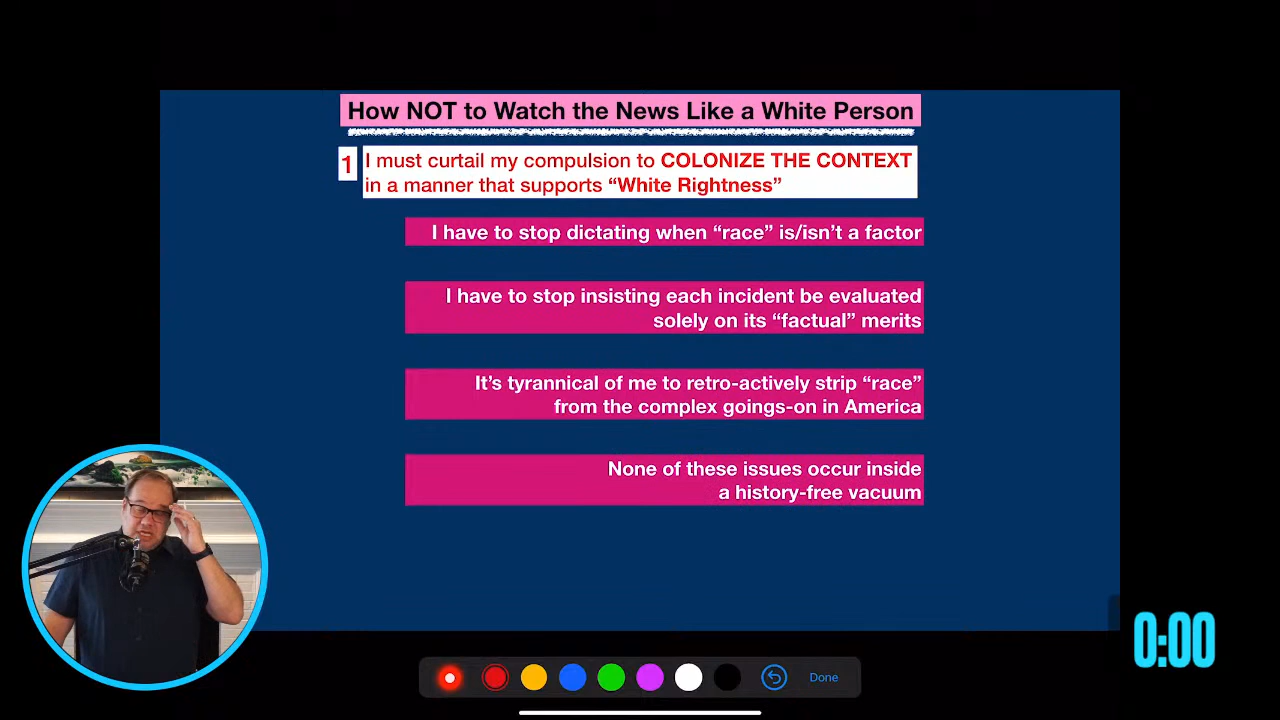 How NOT to Watch the News Like a White Person
1
I must curtail my compulsion to COLONIZE THE CONTEXT
in a manner that supports “White Rightness”
I have to stop dictating when “race” is/isn’t a factor
I have to stop insisting each incident be evaluated
solely on its “factual” merits
It’s tyrannical of me to retro-actively strip “race”
from the complex goings-on in America
None of these issues occur inside
a history-free vacuum
0:00
Done